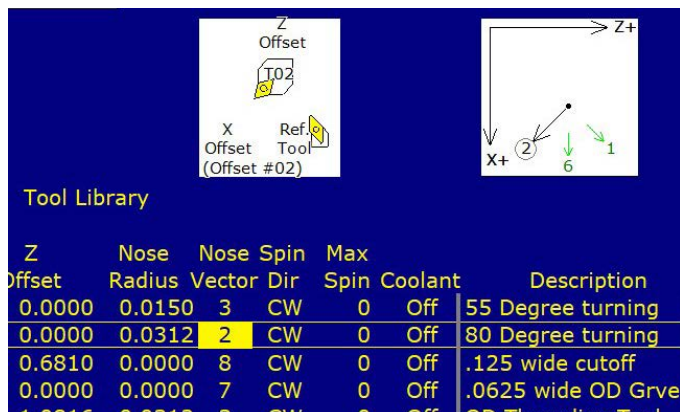 Z
Offset
T02
X Ref.
Offset Tool
(Offset #02)
Z+
X+
2
6
1
Tool Library
Z Nose Nose Spin Max
Offset Radius Vector Dir Spin Coolant Description
0.0000 0.0150 3 CW 0 Off 55 Degree turning
0.0000 0.0312 2 CW 0 Off 80 Degree turning
0.6810 0.0000 8 CW 0 Off .125 wide cutoff
0.0000 0.0000 7 CW 0 Off .0625 wide OD Grve